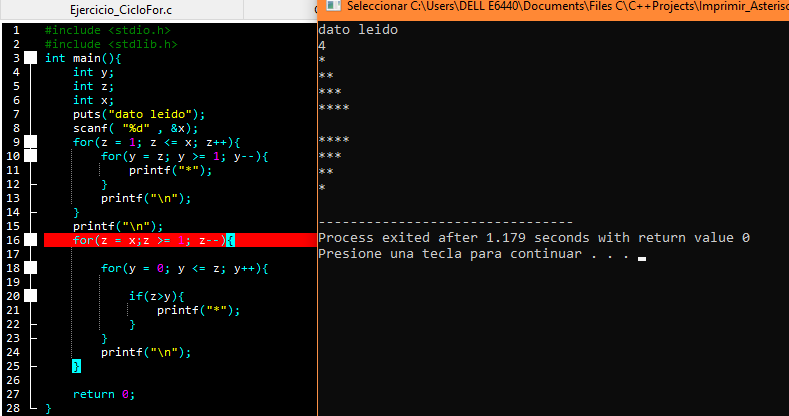 Ejercicio_CicloFor.c
Seleccionar C:\Users\DELL E6440\Documents\Files C\C++Projects\Imprimir_Asterisc
1 #include <stdio.h>
2 #include <stdlib.h>
3 int main(){
4 int y;
5 int z;
6 int x;
7 puts("dato leido");
8 scanf( "%d" , &x);
9 for(z = 1; z <= x; z++){
10 for(y = z; y >= 1; y--){
11 printf("*");
12 }
13 printf("\n");
14 }
15 printf("\n");
16 for(z = x;z >= 1; z--){
17
18 for(y = 0; y <= z; y++){
19
20 if(z>y){
21 printf("*");
22 }
23 }
24 printf("\n");
25 }
26
27 return 0;
28 }
dato leido
4
*
**
***
****
****
***
**
*
--------------------------------
Process exited after 1.179 seconds with return value 0
Presione una tecla para continuar . . .